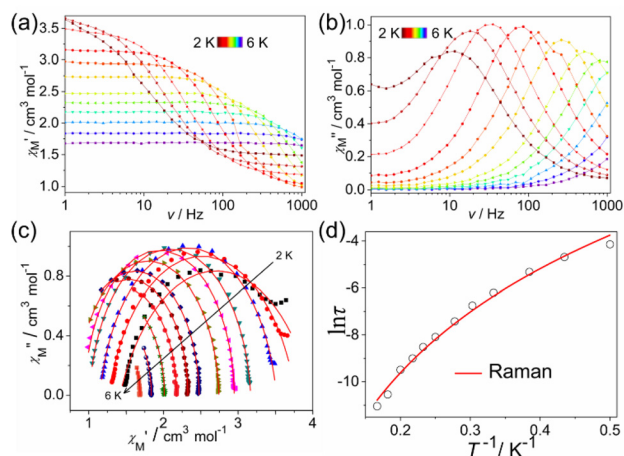 (a)
3.5
3.0
2.5
2.0
1.5
1.0
χM' / cm³ mol⁻¹
2 K 6 K
1 10 100 1000
ν / Hz
(b)
1.0
0.8
0.6
0.4
0.2
0.0
χM'' / cm³ mol⁻¹
2 K 6 K
1 10 100 1000
ν / Hz
(c)
0.8
0.4
0.0
χM'' / cm³ mol⁻¹
2 K
6 K
1 2 3 4
χM' / cm³ mol⁻¹
(d)
-4
-6
-8
-10
lnτ
Raman
0.2 0.3 0.4 0.5
T⁻¹/ K⁻¹